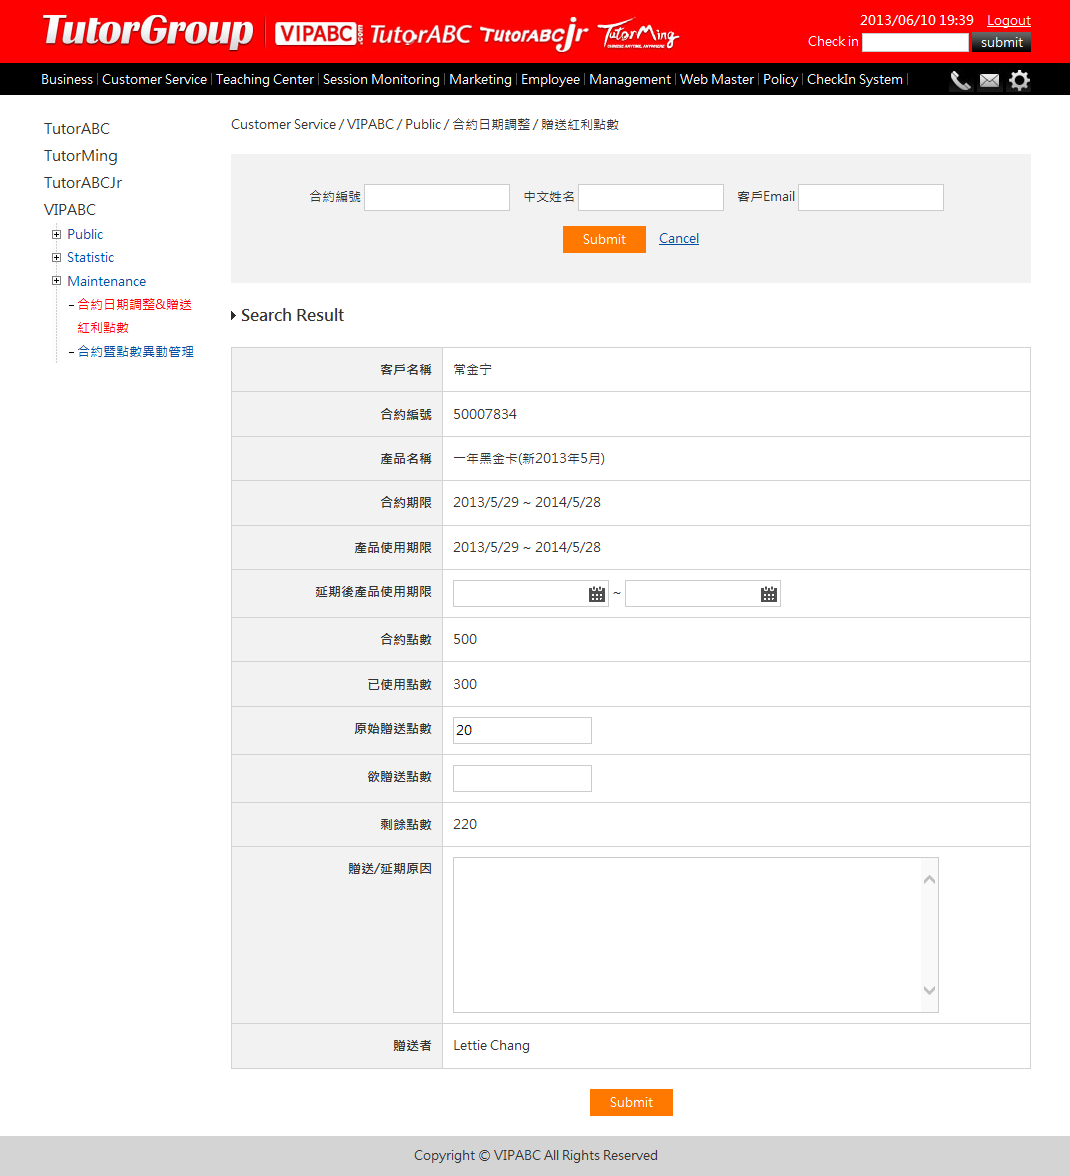 TutorGroup VIPABC.com TutorABC TUTORABCjr TutorMing
CHINESE ANYTIME, ANYWHERE
2013/06/10 19:39 Logout
Check in submit
Business | Customer Service | Teaching Center | Session Monitoring | Marketing | Employee | Management | Web Master | Policy | CheckIn System |
TutorABC
TutorMing
TutorABCJr
VIPABC
Public
Statistic
Maintenance
合約日期調整&贈送
紅利點數
合約暨點數異動管理
Customer Service / VIPABC / Public / 合約日期調整 / 贈送紅利點數
合約編號 中文姓名 客戶Email
Submit Cancel
Search Result
客戶名稱 常金宁
合約編號 50007834
產品名稱 一年黑金卡(新2013年5月)
合約期限 2013/5/29 ~ 2014/5/28
產品使用期限 2013/5/29 ~ 2014/5/28
延期後產品使用期限 ~
合約點數 500
已使用點數 300
原始贈送點數 20
欲贈送點數
剩餘點數 220
贈送/延期原因
贈送者 Lettie Chang
Submit
Copyright © VIPABC All Rights Reserved